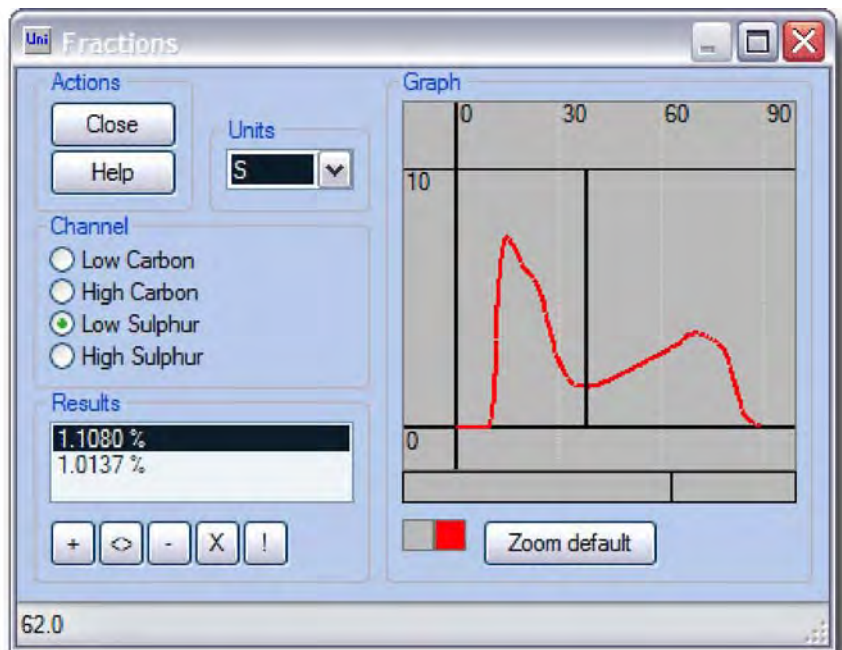 Uni Fractions
Actions
Close
Help
Units
S
Channel
Low Carbon
High Carbon
Low Sulphur
High Sulphur
Results
1.1080 %
1.0137 %
+ <> - X !
Graph
0 30 60 90
10
0
Zoom default
62.0